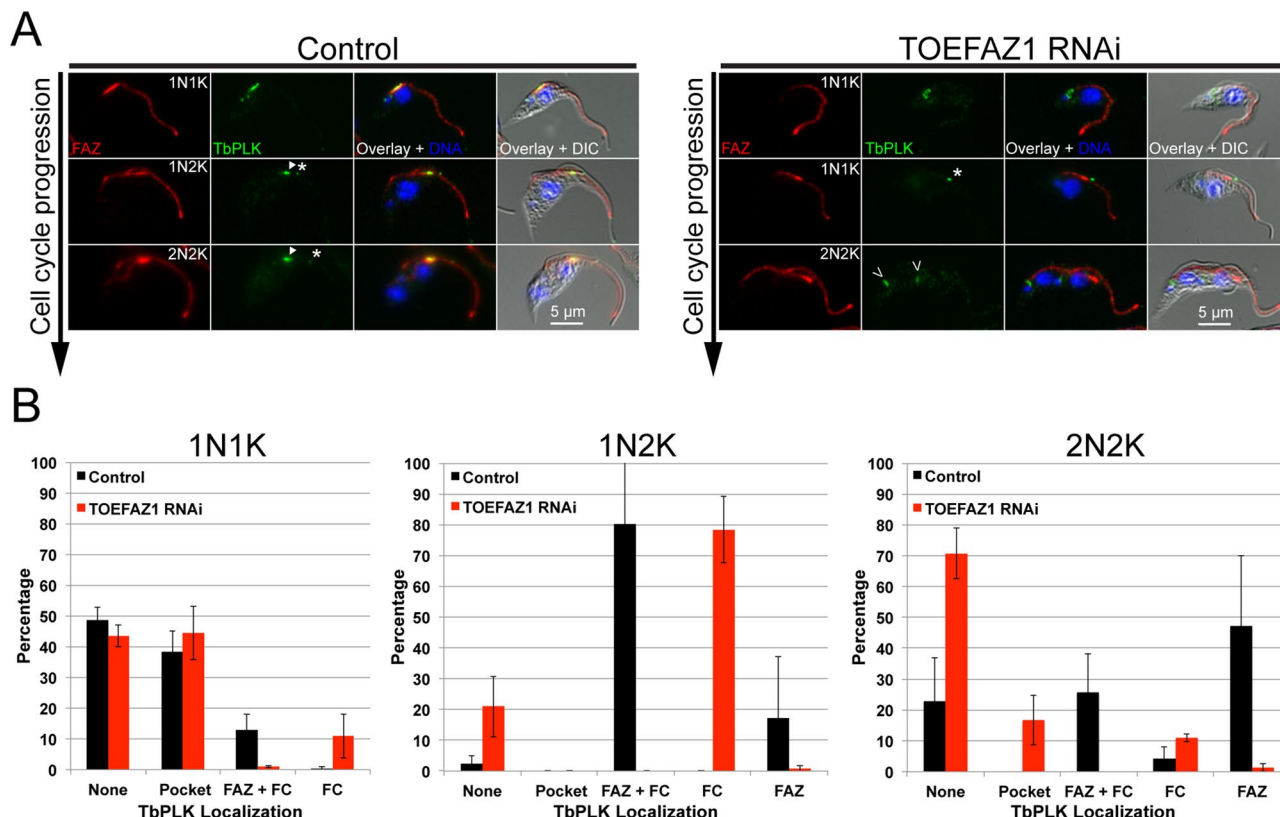 A
Control
TOEFAZ1 RNAi
Cell cycle progression
1N1K
FAZ
TbPLK
Overlay + DNA
Overlay + DIC
1N2K
*
2N2K
*
5 µm
Cell cycle progression
1N1K
FAZ
TbPLK
Overlay + DNA
Overlay + DIC
1N1K
*
2N2K
> >
5 µm
B
1N1K
Percentage
100
90
80
70
60
50
40
30
20
10
0
Control
TOEFAZ1 RNAi
None Pocket FAZ + FC FC
TbPLK Localization
1N2K
Percentage
100
90
80
70
60
50
40
30
20
10
0
Control
TOEFAZ1 RNAi
None Pocket FAZ + FC FC FAZ
TbPLK Localization
2N2K
Percentage
100
90
80
70
60
50
40
30
20
10
0
Control
TOEFAZ1 RNAi
None Pocket FAZ + FC FC FAZ
TbPLK Localization